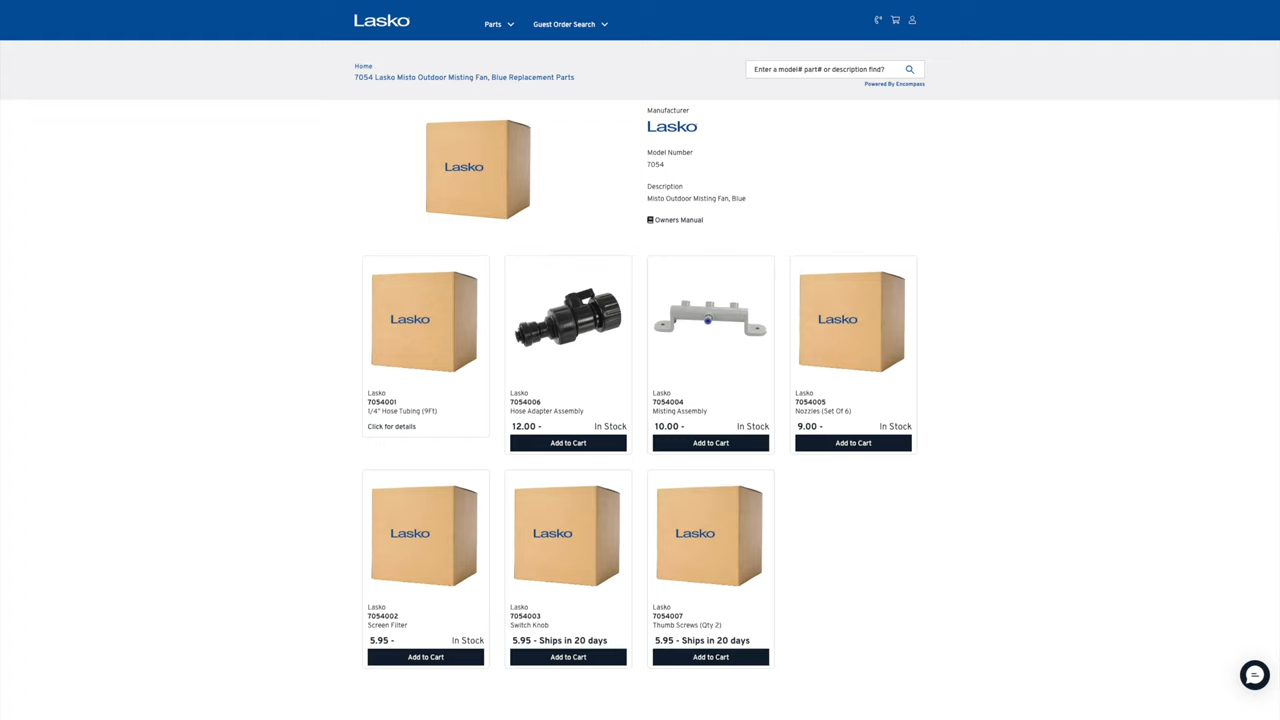 Lasko
Parts
Guest Order Search
Home
7054 Lasko Misto Outdoor Misting Fan, Blue Replacement Parts
Enter a model# part# or description find?
Powered By Encompass
Lasko
Manufacturer
Lasko
Model Number
7054
Description
Misto Outdoor Misting Fan, Blue
Owners Manual
Lasko
Lasko
7054001
1/4" Hose Tubing (9Ft)
Click for details
Lasko
7054006
Hose Adapter Assembly
12.00 - In Stock
Add to Cart
Lasko
7054004
Misting Assembly
10.00 - In Stock
Add to Cart
Lasko
Lasko
7054005
Nozzles (Set Of 6)
9.00 - In Stock
Add to Cart
Lasko
Lasko
7054002
Screen Filter
5.95 - In Stock
Add to Cart
Lasko
Lasko
7054003
Switch Knob
5.95 - Ships in 20 days
Add to Cart
Lasko
Lasko
7054007
Thumb Screws (Qty 2)
5.95 - Ships in 20 days
Add to Cart